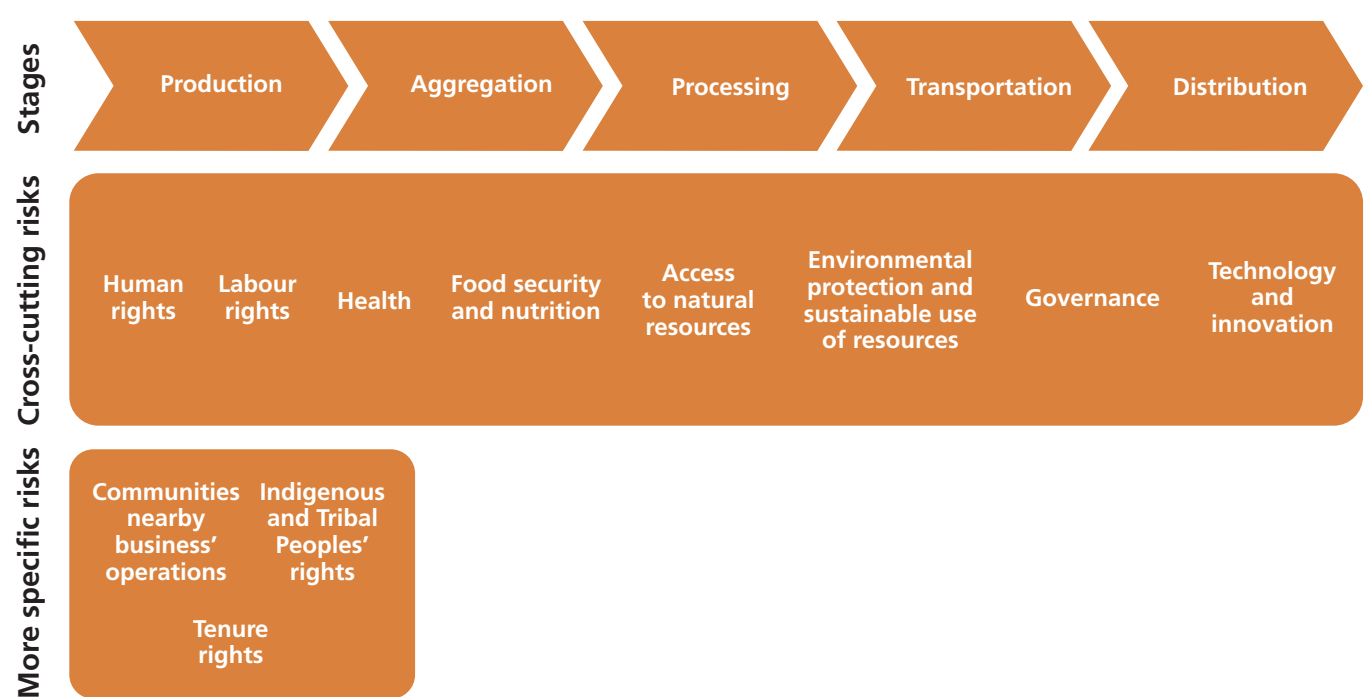 Stages
Production
Aggregation
Processing
Transportation
Distribution
Cross-cutting risks
Human
rights
Labour
rights
Health
Food security
and nutrition
Access
to natural
resources
Environmental
protection and
sustainable use
of resources
Governance
Technology
and
innovation
More specific risks
Communities
nearby
business’
operations
Indigenous
and Tribal
Peoples’
rights
Tenure
rights